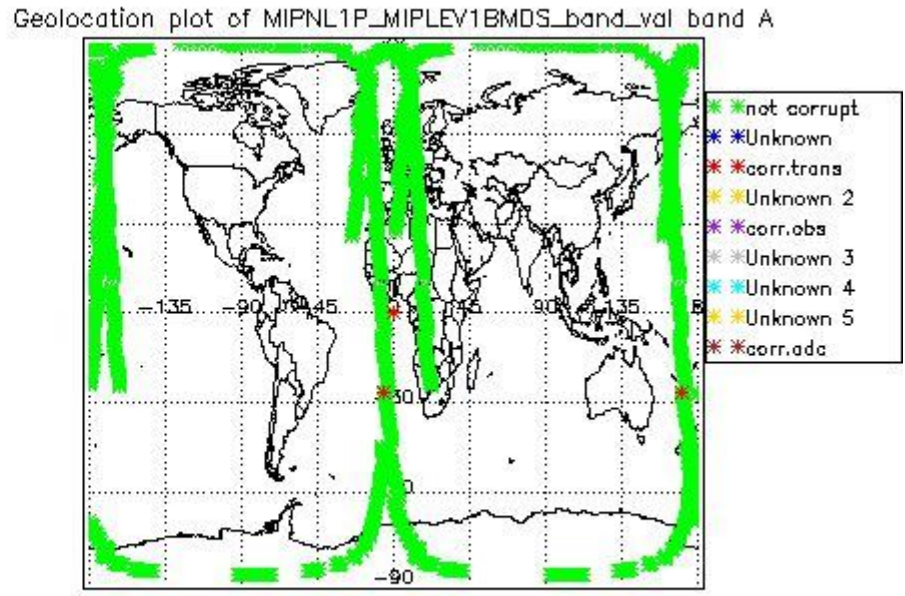 Geolocation plot of MIPNL1P_MIPLEV1BMDS_band_val band A
not corrupt
Unknown
corr.trans
Unknown 2
corr.obs
Unknown 3
Unknown 4
Unknown 5
corr.adc
-135
-90
45
90
135
-90